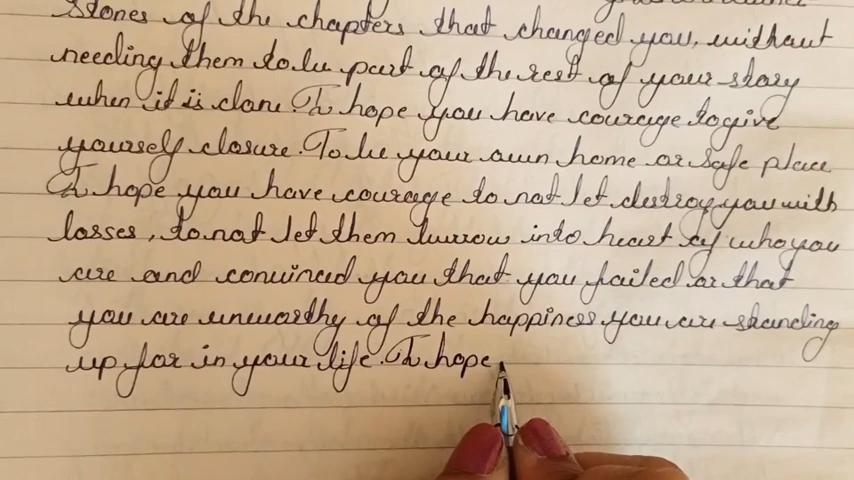 stones of the chapters that changed you, without
needing them to be part of the rest of your story
when it is done. I hope you have courage to give
yourself closure. To be your own home or safe place
I hope you have courage to not let destroy you with
losses, to not let them burrow into heart of who you
are and convinced you that you failed or that
you are unworthy of the happiness you are standing
up for in your life. I hope